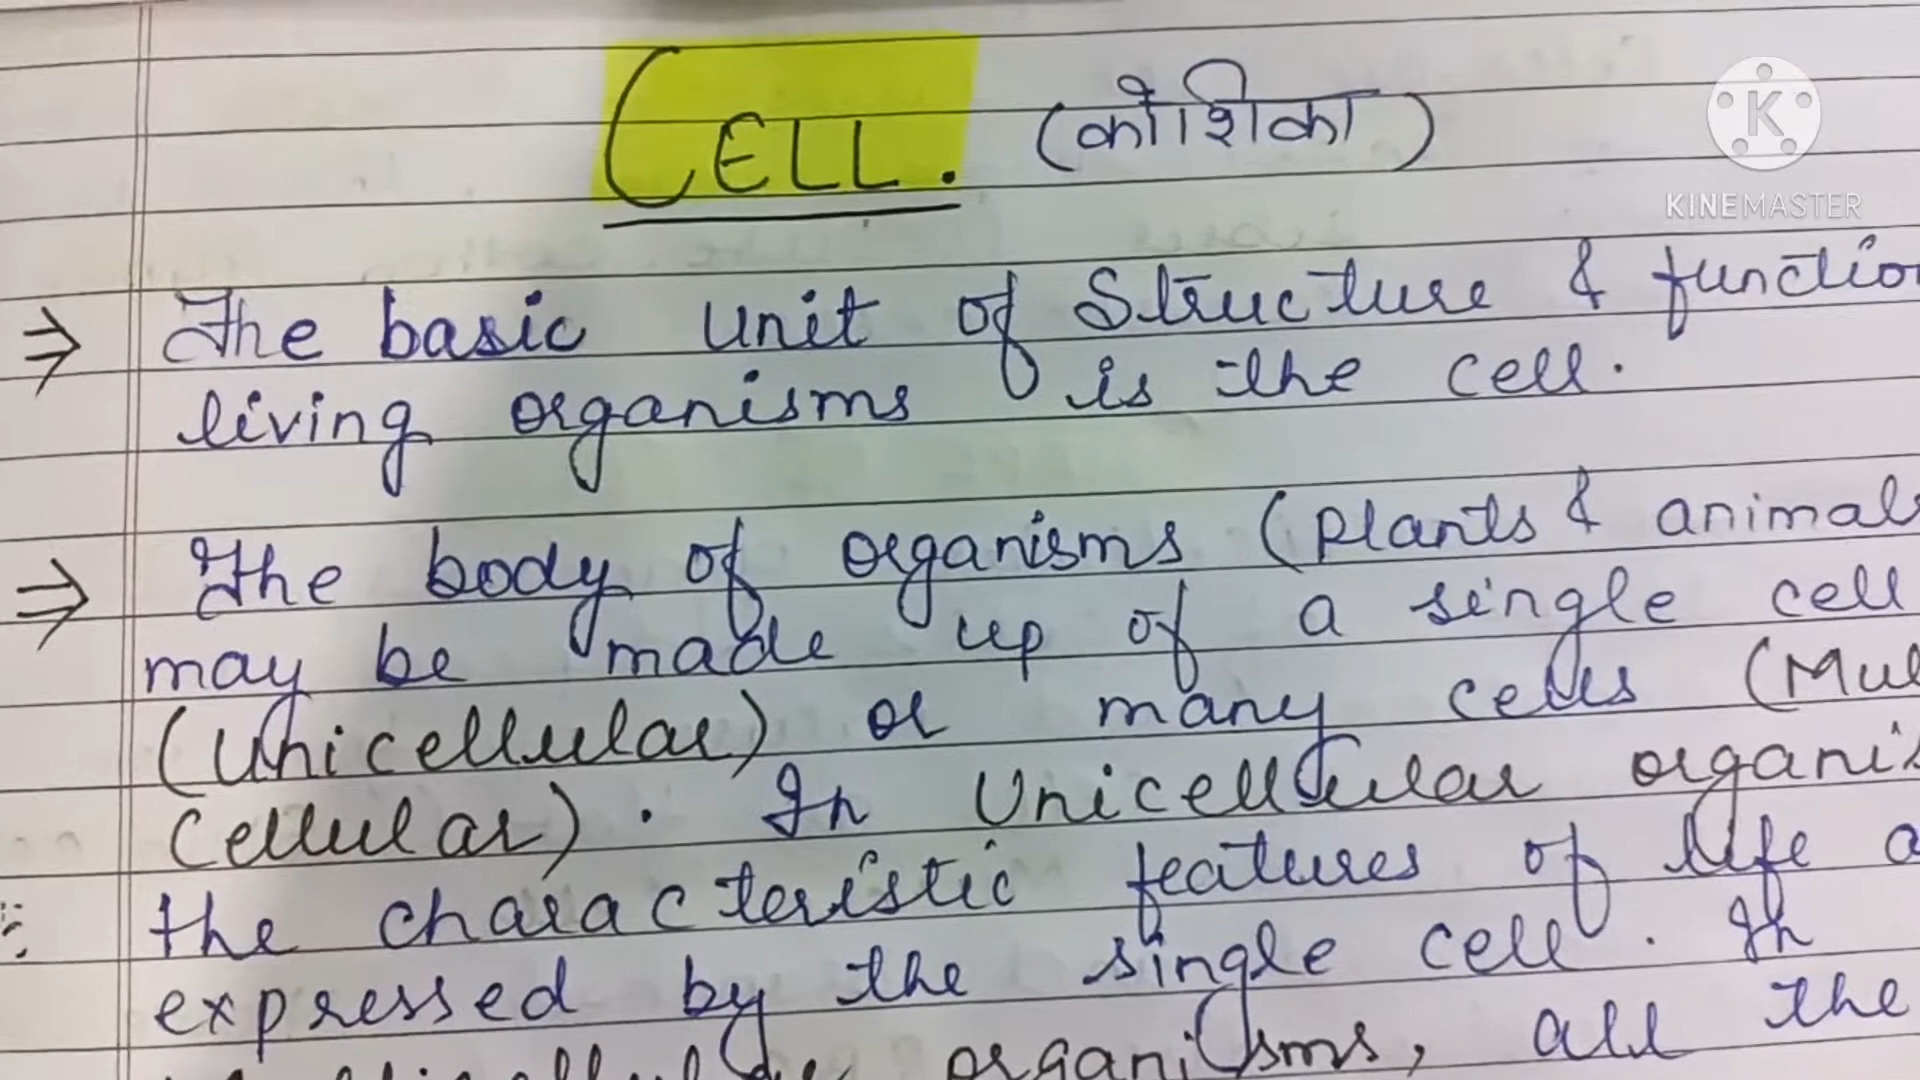 CELL. (कोशिका)
KINEMASTER
⇒ The basic unit of Structure & functio
living organisms is the cell.
⇒ The body of organisms (Plants & animals
may be made up of a single cell
(Unicellular) or many cells (Mul
Cellular). In Unicellular organis
the characteristic features of life a
expressed by the single cell. In
organisms, all the